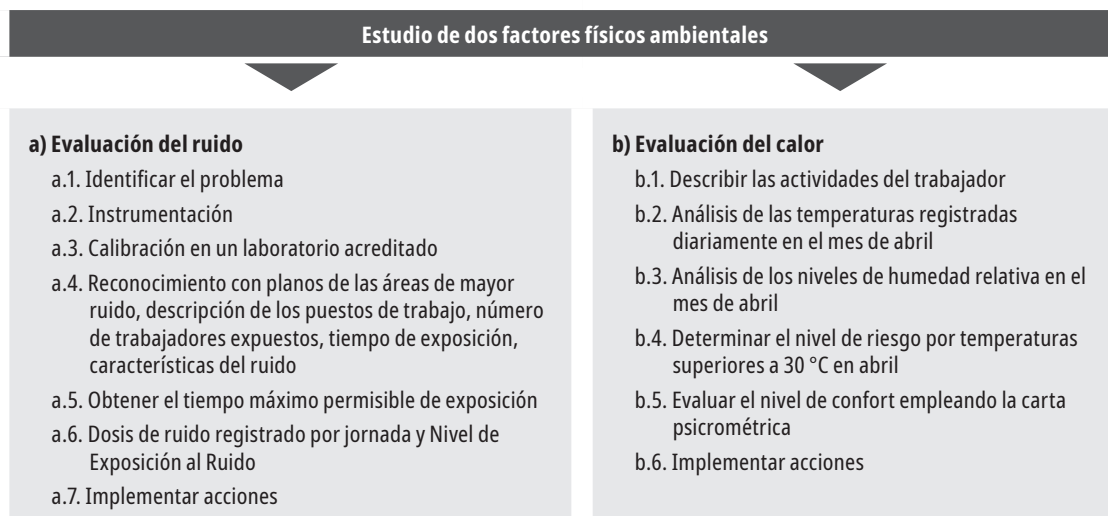 Estudio de dos factores físicos ambientales
a) Evaluación del ruido
a.1. Identificar el problema
a.2. Instrumentación
a.3. Calibración en un laboratorio acreditado
a.4. Reconocimiento con planos de las áreas de mayor
ruido, descripción de los puestos de trabajo, número
de trabajadores expuestos, tiempo de exposición,
características del ruido
a.5. Obtener el tiempo máximo permisible de exposición
a.6. Dosis de ruido registrado por jornada y Nivel de
Exposición al Ruido
a.7. Implementar acciones
b) Evaluación del calor
b.1. Describir las actividades del trabajador
b.2. Análisis de las temperaturas registradas
diariamente en el mes de abril
b.3. Análisis de los niveles de humedad relativa en el
mes de abril
b.4. Determinar el nivel de riesgo por temperaturas
superiores a 30 °C en abril
b.5. Evaluar el nivel de confort empleando la carta
psicrométrica
b.6. Implementar acciones